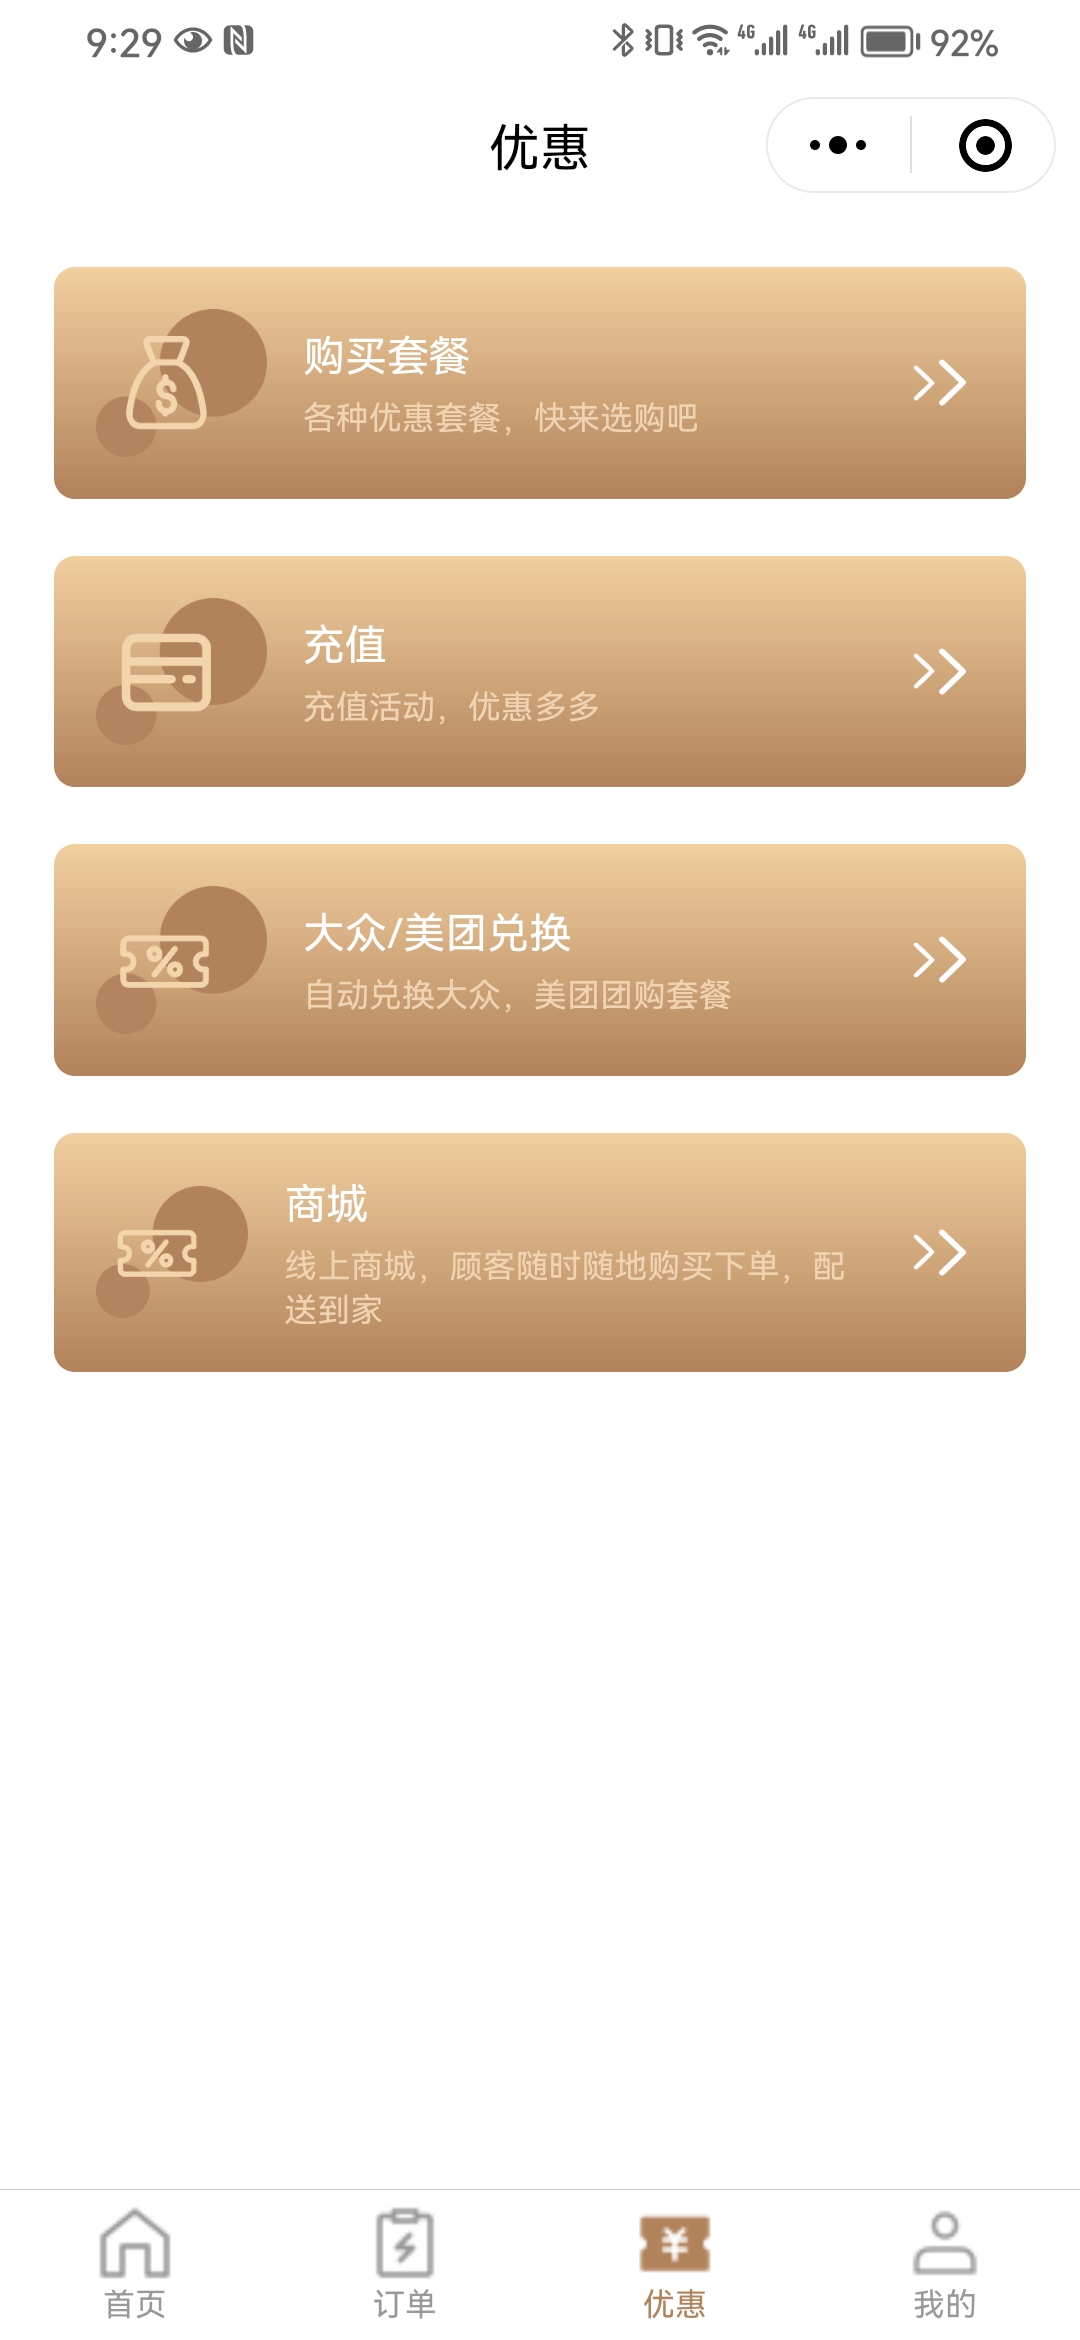 9:29
4G 4G 92%
优惠
购买套餐
各种优惠套餐，快来选购吧
充值
充值活动，优惠多多
大众/美团兑换
自动兑换大众，美团团购套餐
商城
线上商城，顾客随时随地购买下单，配
送到家
首页
订单
优惠
我的